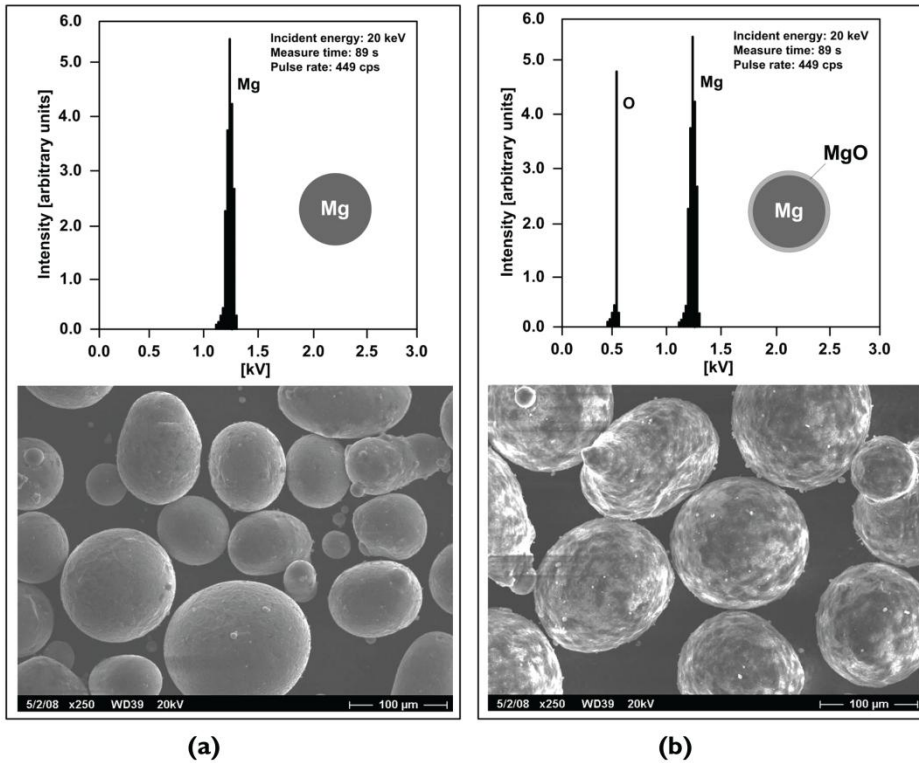 6.0
5.0
4.0
3.0
2.0
1.0
0.0
Intensity [arbitrary units]
Incident energy: 20 keV
Measure time: 89 s
Pulse rate: 449 cps
Mg
Mg
0.0 0.5 1.0 1.5 2.0 2.5 3.0
[kV]
5/2/08 x250 WD39 20kV 100 µm
(a)
6.0
5.0
4.0
3.0
2.0
1.0
0.0
Intensity [arbitrary units]
Incident energy: 20 keV
Measure time: 89 s
Pulse rate: 449 cps
O
Mg
MgO
Mg
0.0 0.5 1.0 1.5 2.0 2.5 3.0
[kV]
5/2/08 x250 WD39 20kV 100 µm
(b)